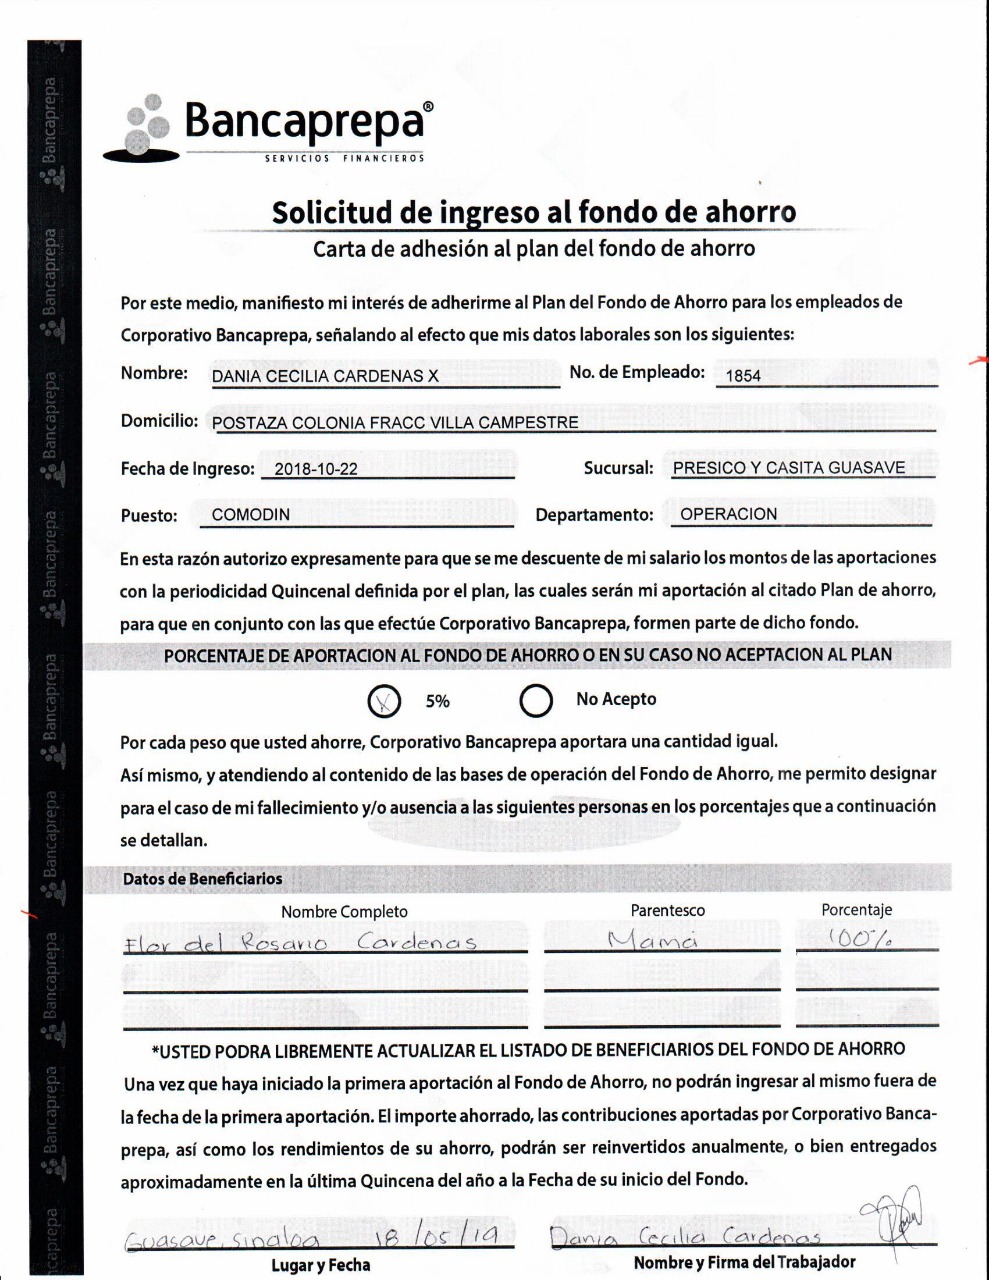 Bancaprepa®
SERVICIOS FINANCIEROS
Solicitud de ingreso al fondo de ahorro
Carta de adhesión al plan del fondo de ahorro
Por este medio, manifiesto mi interés de adherirme al Plan del Fondo de Ahorro para los empleados de
Corporativo Bancaprepa, señalando al efecto que mis datos laborales son los siguientes:
Nombre: DANIA CECILIA CARDENAS X No. de Empleado: 1854
Domicilio: POSTAZA COLONIA FRACC VILLA CAMPESTRE
Fecha de Ingreso: 2018-10-22 Sucursal: PRESICO Y CASITA GUASAVE
Puesto: COMODIN Departamento: OPERACION
En esta razón autorizo expresamente para que se me descuente de mi salario los montos de las aportaciones
con la periodicidad Quincenal definida por el plan, las cuales serán mi aportación al citado Plan de ahorro,
para que en conjunto con las que efectúe Corporativo Bancaprepa, formen parte de dicho fondo.
PORCENTAJE DE APORTACION AL FONDO DE AHORRO O EN SU CASO NO ACEPTACION AL PLAN
X 5% No Acepto
Por cada peso que usted ahorre, Corporativo Bancaprepa aportara una cantidad igual.
Así mismo, y atendiendo al contenido de las bases de operación del Fondo de Ahorro, me permito designar
para el caso de mi fallecimiento y/o ausencia a las siguientes personas en los porcentajes que a continuación
se detallan.
Datos de Beneficiarios
Nombre Completo Parentesco Porcentaje
Flor del Rosario Cardenas Mamá 100%
*USTED PODRA LIBREMENTE ACTUALIZAR EL LISTADO DE BENEFICIARIOS DEL FONDO DE AHORRO
Una vez que haya iniciado la primera aportación al Fondo de Ahorro, no podrán ingresar al mismo fuera de
la fecha de la primera aportación. El importe ahorrado, las contribuciones aportadas por Corporativo Banca-
prepa, así como los rendimientos de su ahorro, podrán ser reinvertidos anualmente, o bien entregados
aproximadamente en la última Quincena del año a la Fecha de su inicio del Fondo.
Guasave, Sinaloa 18/05/19 Dania Cecilia Cardenas
Lugar y Fecha Nombre y Firma del Trabajador
Bancaprepa
Bancaprepa
Bancaprepa
Bancaprepa
Bancaprepa
Bancaprepa
Bancaprepa
Bancaprepa
caprepa